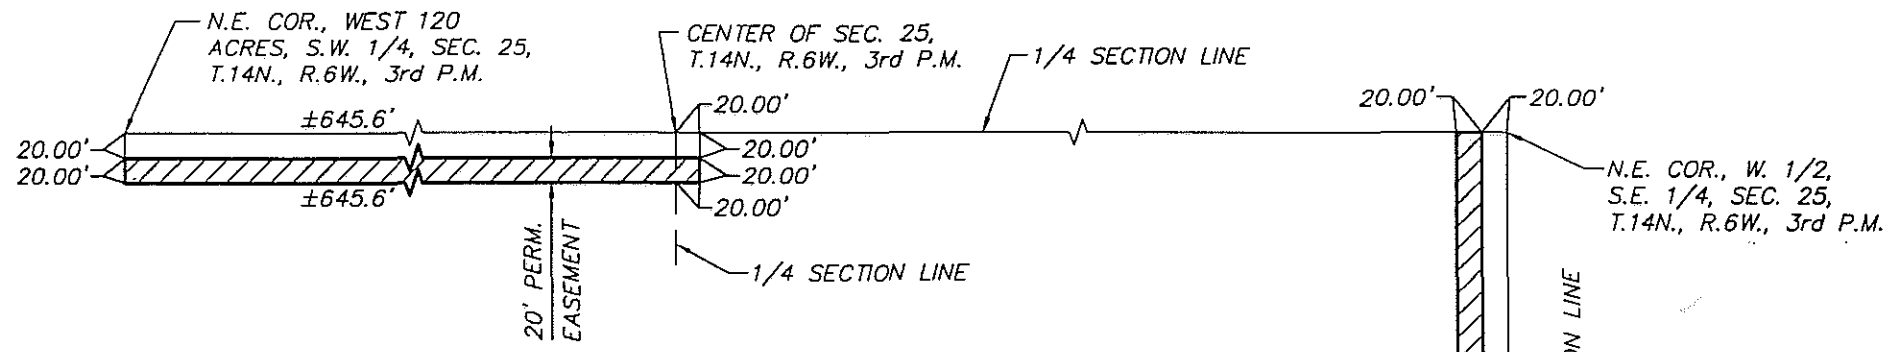 N.E. COR., WEST 120
ACRES, S.W. 1/4, SEC. 25,
T.14N., R.6W., 3rd P.M.
CENTER OF SEC. 25,
T.14N., R.6W., 3rd P.M.
1/4 SECTION LINE
20.00'
20.00'
20.00'
±645.6'
20.00'
20.00'
20.00'
20.00'
±645.6'
20.00'
N.E. COR., W. 1/2,
S.E. 1/4, SEC. 25,
T.14N., R.6W., 3rd P.M.
20' PERM.
EASEMENT
1/4 SECTION LINE
ON LINE